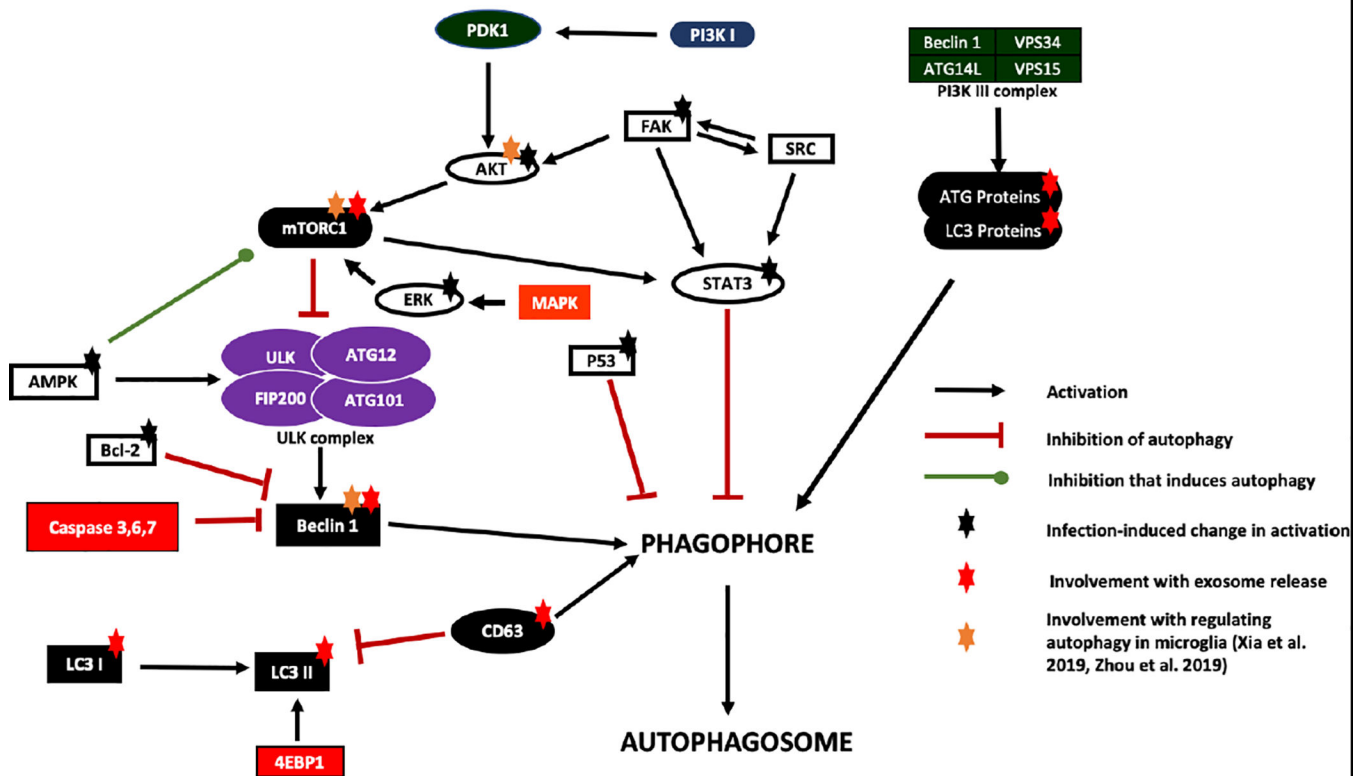 PDK1
PI3K I
Beclin 1
VPS34
ATG14L
VPS15
PI3K III complex
FAK
SRC
AKT
ATG Proteins
LC3 Proteins
mTORC1
STAT3
ERK
MAPK
P53
ULK
ATG12
AMPK
FIP200
ATG101
ULK complex
Bcl-2
Caspase 3,6,7
Beclin 1
PHAGOPHORE
CD63
LC3 I
LC3 II
4EBP1
AUTOPHAGOSOME
Activation
Inhibition of autophagy
Inhibition that induces autophagy
Infection-induced change in activation
Involvement with exosome release
Involvement with regulating
autophagy in microglia (Xia et al.
2019, Zhou et al. 2019)